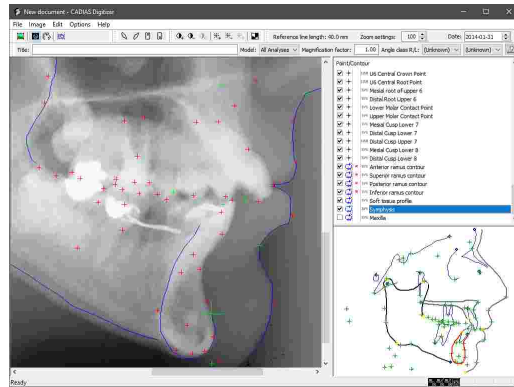 New document - CADIAS Digitizer
File Image Edit Options Help
Reference line length: 40.0 mm Zoom settings: 100 Date: 2014-01-31
Title: Model: All Analyses Magnification factor: 1.00 Angle class R/L: (Unknown) (Unknown)
Point/Contour
U6 Central Crown Point
U6 Central Root Point
Mesial root of upper 6
Distal Root Upper 6
Lower Molar Contact Point
Upper Molar Contact Point
Mesial Cusp Lower 7
Distal Cusp Lower 7
Distal Cusp Upper 7
Mesial Cusp Lower 8
Distal Cusp Lower 8
Anterior ramus contour
Superior ramus contour
Posterior ramus contour
Inferior ramus contour
Soft tissue profile
Symphysis
Maxilla
Ready